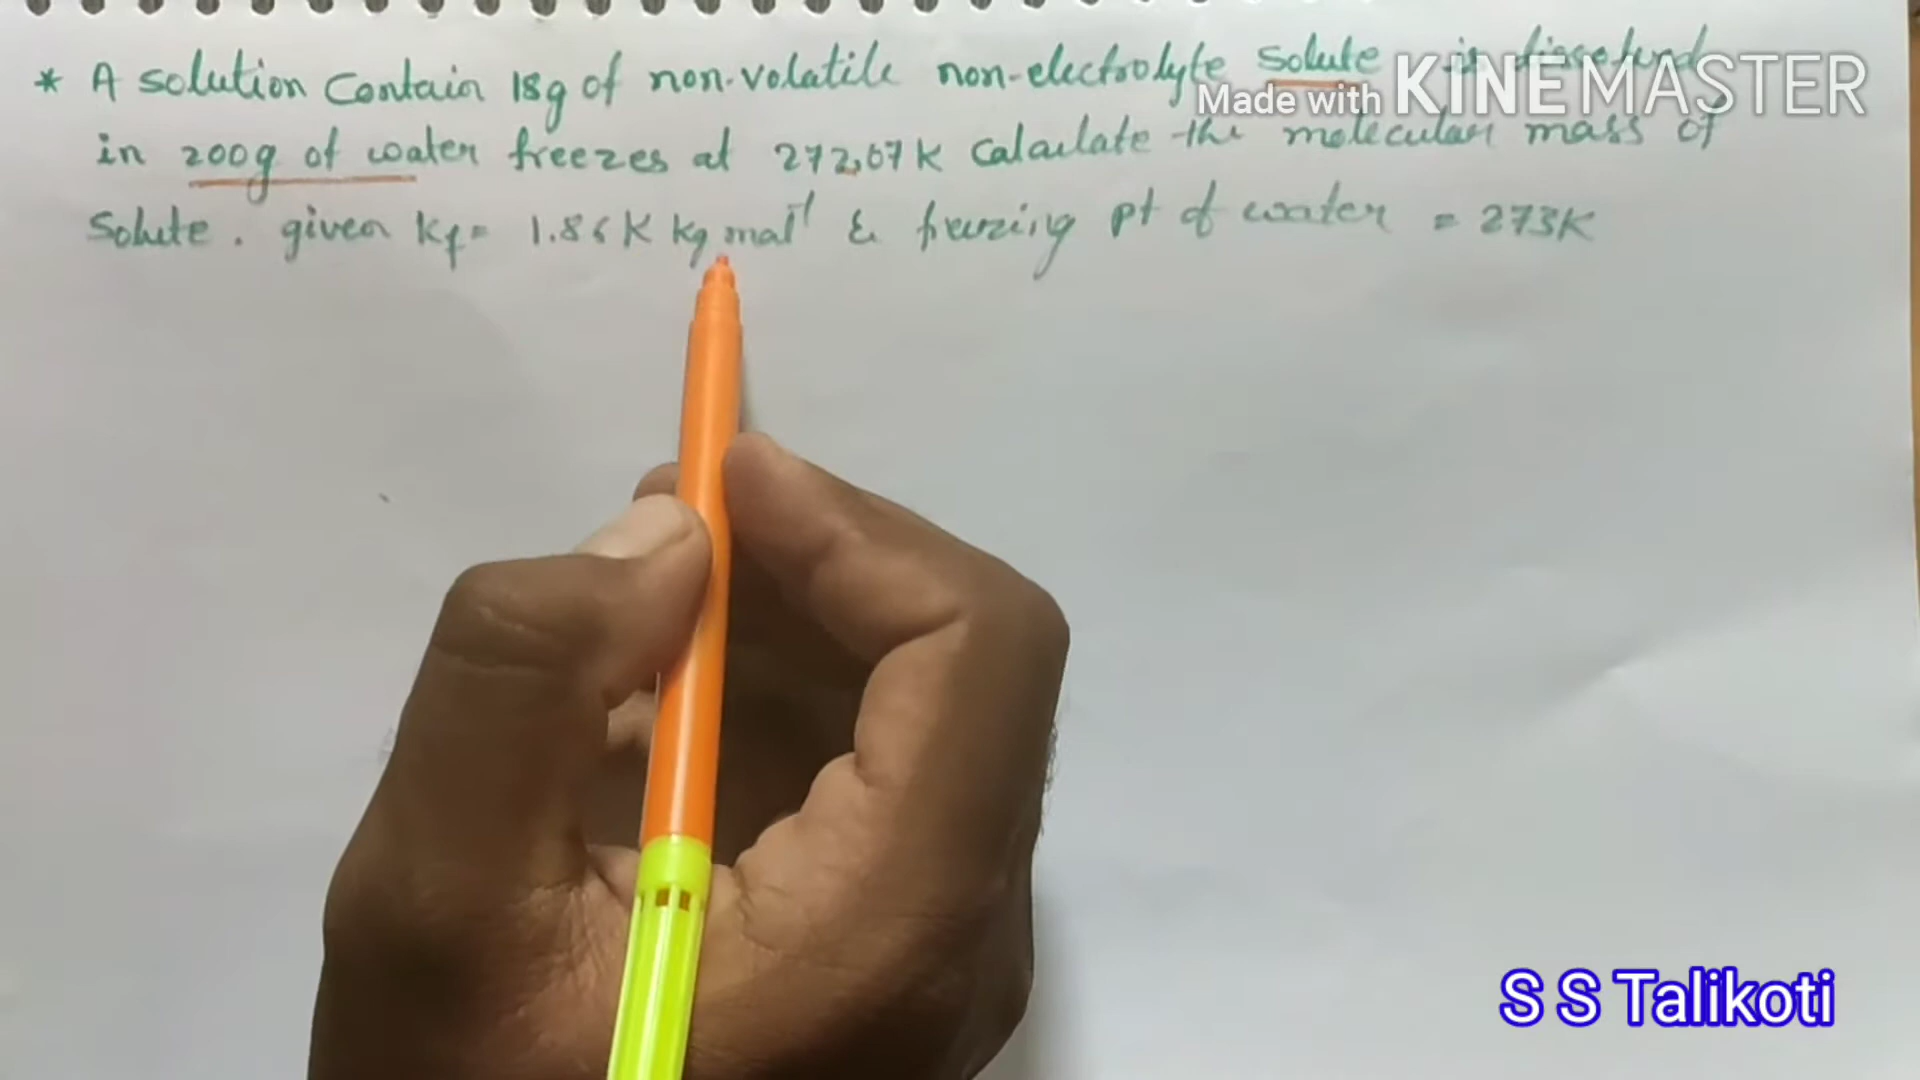 * A solution Contain 18g of non-volatile non-electrolyte solute is
Made with KINEMASTER
in 200g of water freezes at 272.07K Calculate the molecular mass of
Solute. given Kf = 1.86 K kg mol⁻¹ & freezing pt of water = 273K
S S Talikoti